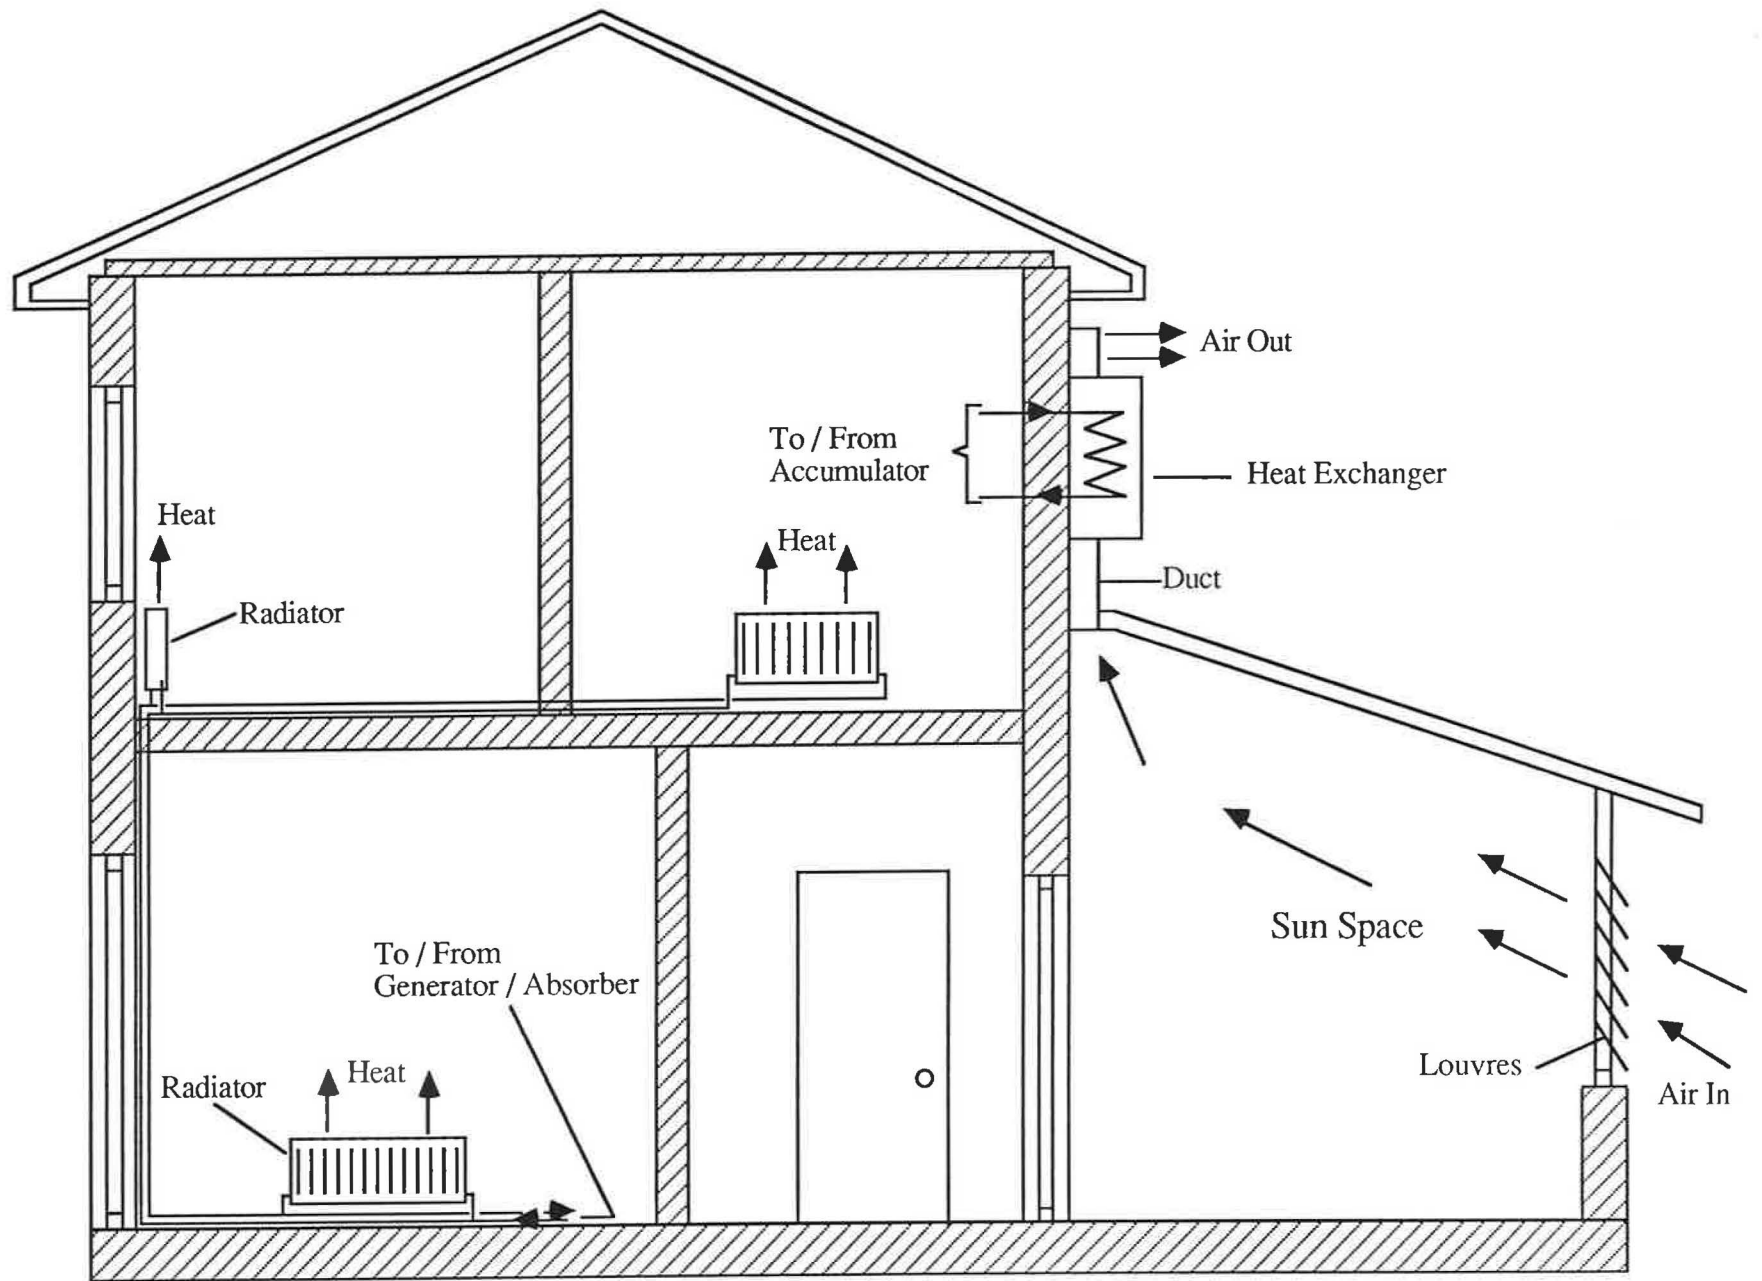 Air Out
To / From
Accumulator
Heat Exchanger
Heat
Heat
Duct
Radiator
Sun Space
To / From
Generator / Absorber
Louvres
Heat
Radiator
Air In